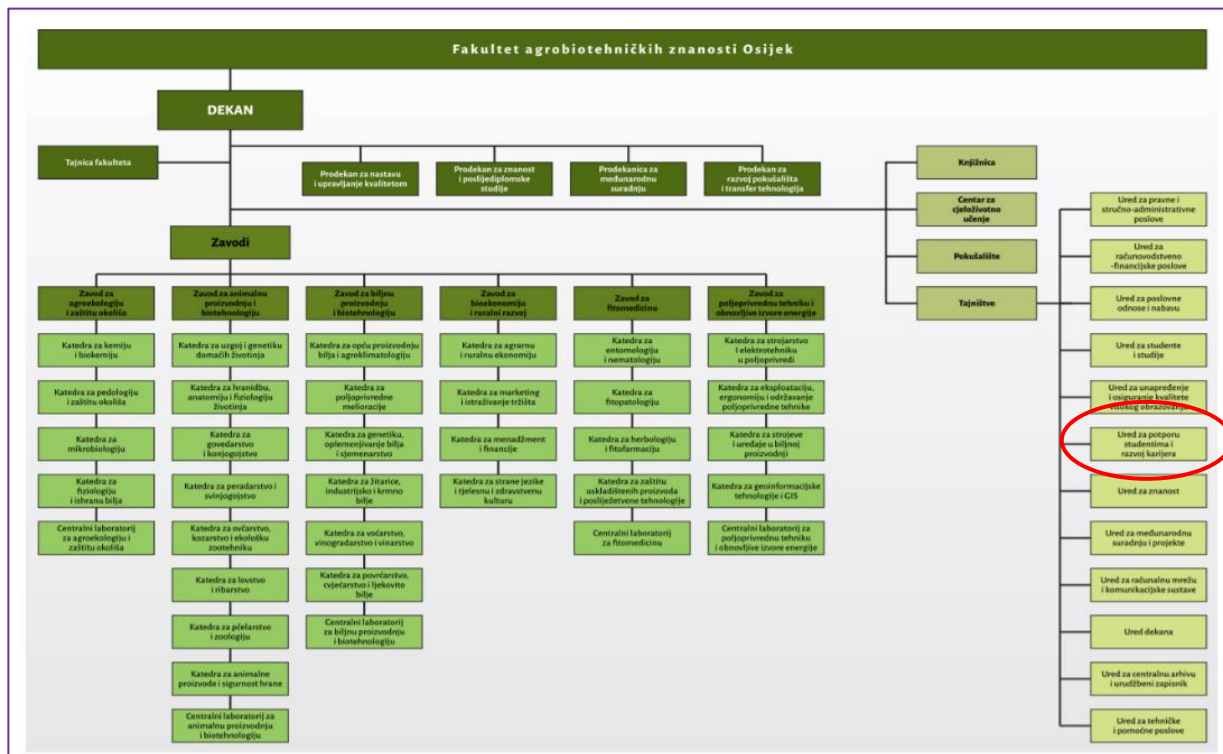 Fakultet agrobiotehničkih znanosti Osijek
DEKAN
Tajnica fakulteta
Prodekan za nastavu
i upravljanje kvalitetom
Prodekan za znanost
i poslijediplomske
studije
Prodekanica za
međunarodnu
suradnju
Prodekan za
razvoj pokušališta
i transfer tehnologija
Knjižnica
Centar za
cjeloživotno
učenje
Pokušalište
Tajništvo
Zavodi
Zavod za
agroekologiju
i zaštitu okoliša
Katedra za kemiju
i biokemiju
Katedra za pedologiju
i zaštitu okoliša
Katedra za
mikrobiologiju
Katedra za
fiziologiju
i ishranu bilja
Centralni laboratorij
za agroekologiju i
zaštitu okoliša
Zavod za animalnu
proizvodnju i
biotehnologiju
Katedra za uzgoj i genetiku
domaćih životinja
Katedra za hranidbu,
anatomiju i fiziologiju
životinja
Katedra za
govedarstvo
i konjogojstvo
Katedra za peradarstvo i
svinjogojstvo
Katedra za ovčarstvo,
kozarstvo i ekološku
zootehniku
Katedra za lovstvo
i ribarstvo
Katedra za pčelarstvo
i zoologiju
Katedra za animalne
proizvode i sigurnost hrane
Centralni laboratorij za
animalnu proizvodnju
i biotehnologiju
Zavod za biljnu
proizvodnju
i biotehnologiju
Katedra za opću proizvodnju
bilja i agroklimatologiju
Katedra za
poljoprivredne
melioracije
Katedra za genetiku,
oplemenjivanje bilja
i sjemenarstvo
Katedra za žitarice,
industrijsko i krmno
bilje
Katedra za voćarstvo,
vinogradarstvo i vinarstvo
Katedra za povrćarstvo,
cvjećarstvo i ljekovito
bilje
Centralni laboratorij
za biljnu proizvodnju
i biotehnologiju
Zavod za
bioekonomiju
i ruralni razvoj
Katedra za agrarnu
i ruralnu ekonomiju
Katedra za marketing
i istraživanje tržišta
Katedra za menadžment
i financije
Katedra za strane jezike
i tjelesnu i zdravstvenu
kulturu
Zavod za
fitomedicinu
Katedra za
entomologiju
i nematologiju
Katedra za
fitopatologiju
Katedra za herbologiju
i fitofarmaciju
Katedra za zaštitu
uskladištenih proizvoda
i posliježetvene tehnologije
Centralni laboratorij
za fitomedicinu
Zavod za
poljoprivrednu tehniku i
obnovljive izvore energije
Katedra za strojarstvo
I elektrotehniku
u poljoprivredi
Katedra za eksploataciju,
ergonomiju i održavanje
poljoprivredne tehnike
Katedra za strojeve
i uređaje u biljnoj
proizvodnji
Katedra za geoinformacijske
tehnologije i GIS
Centralni laboratorij za
poljoprivrednu tehniku
i obnovljive izvore energije
Ured za pravne i
stručno-administrativne
poslove
Ured za
računovodstveno
-financijske poslove
Ured za poslovne
odnose i nabavu
Ured za studente
i studije
Ured za unapređenje
i osiguranje kvalitete
visokog obrazovanja
Ured za potporu
studentima i
razvoj karijera
Ured za znanost
Ured za međunarodnu
suradnju i projekte
Ured za računalnu mrežu
i komunikacijske sustave
Ured dekana
Ured za centralnu arhivu
i urudžbeni zapisnik
Ured za tehničke
i pomoćne poslove